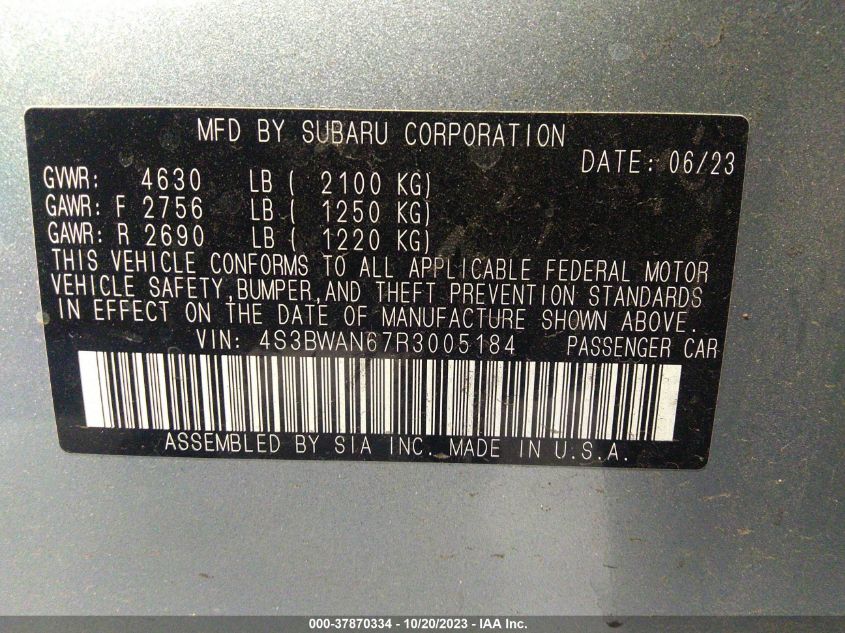 MFD BY SUBARU CORPORATION
DATE: 06/23
GVWR: 4630 LB ( 2100 KG)
GAWR: F 2756 LB ( 1250 KG)
GAWR: R 2690 LB ( 1220 KG)
THIS VEHICLE CONFORMS TO ALL APPLICABLE FEDERAL MOTOR
VEHICLE SAFETY,BUMPER,AND THEFT PREVENTION STANDARDS
IN EFFECT ON THE DATE OF MANUFACTURE SHOWN ABOVE.
VIN: 4S3BWAN67R3005184 PASSENGER CAR
ASSEMBLED BY SIA INC. MADE IN U.S.A.
000-37870334 - 10/20/2023 - IAA Inc.